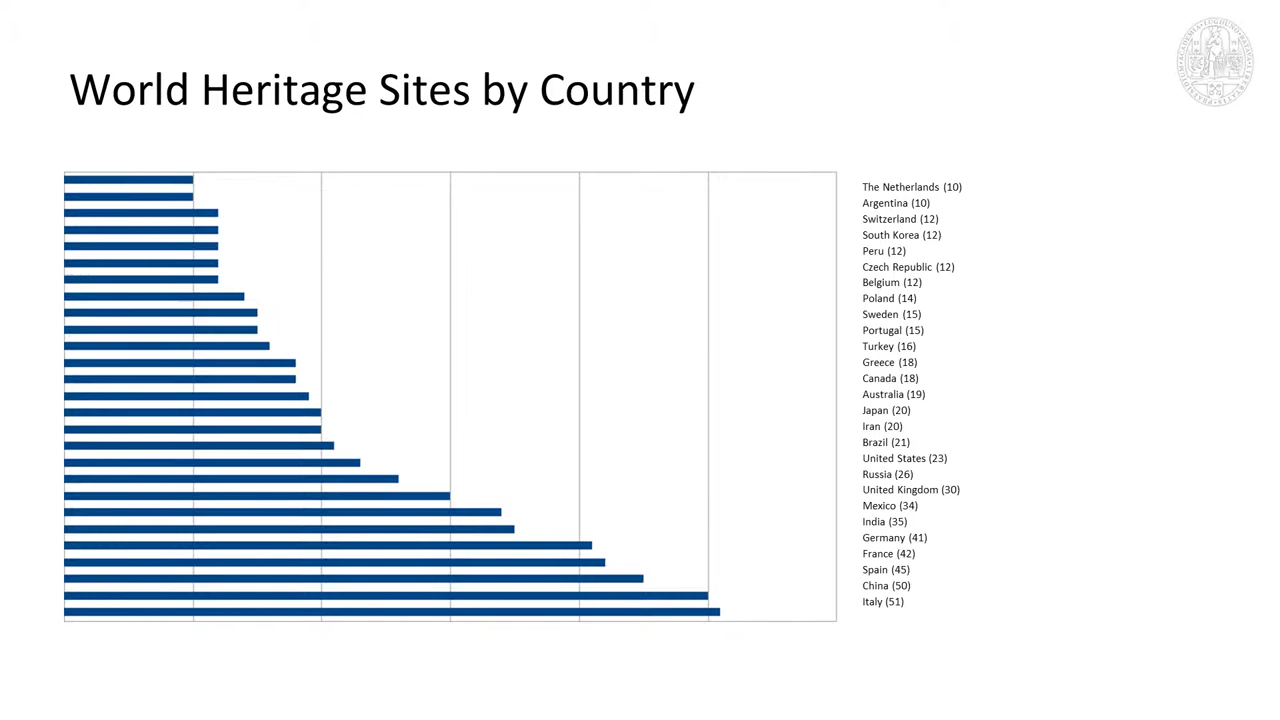 World Heritage Sites by Country
The Netherlands (10)
Argentina (10)
Switzerland (12)
South Korea (12)
Peru (12)
Czech Republic (12)
Belgium (12)
Poland (14)
Sweden (15)
Portugal (15)
Turkey (16)
Greece (18)
Canada (18)
Australia (19)
Japan (20)
Iran (20)
Brazil (21)
United States (23)
Russia (26)
United Kingdom (30)
Mexico (34)
India (35)
Germany (41)
France (42)
Spain (45)
China (50)
Italy (51)